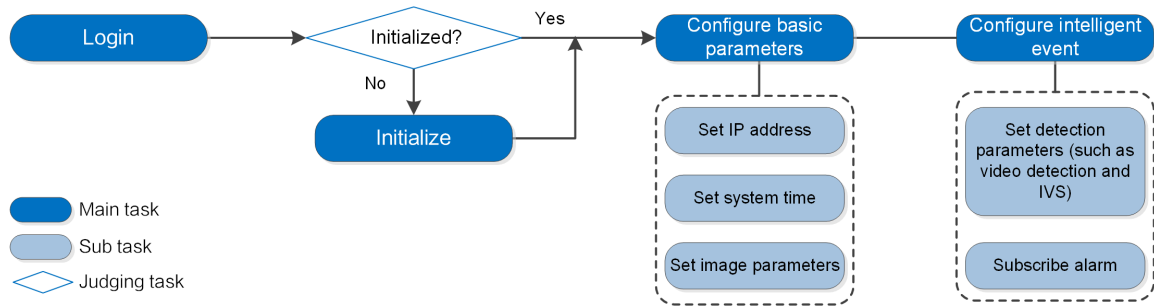 Login
Initialized?
Yes
No
Initialize
Configure basic
parameters
Configure intelligent
event
Set IP address
Set system time
Set image parameters
Set detection
parameters (such as
video detection and
IVS)
Subscribe alarm
Main task
Sub task
Judging task